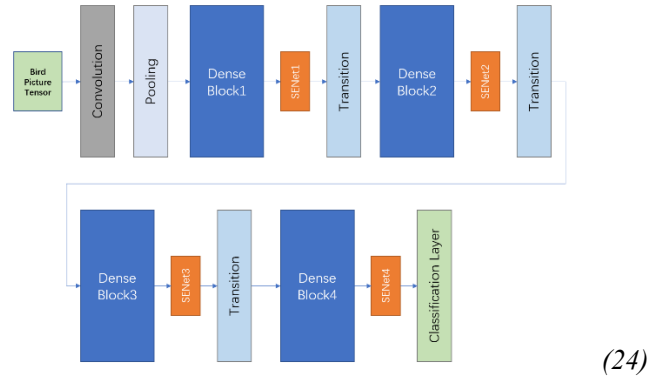 Bird
Picture
Tensor
Convolution
Pooling
Dense
Block1
SENet1
Transition
Dense
Block2
SENet2
Transition
Dense
Block3
SENet3
Transition
Dense
Block4
SENet4
Classification Layer
(24)